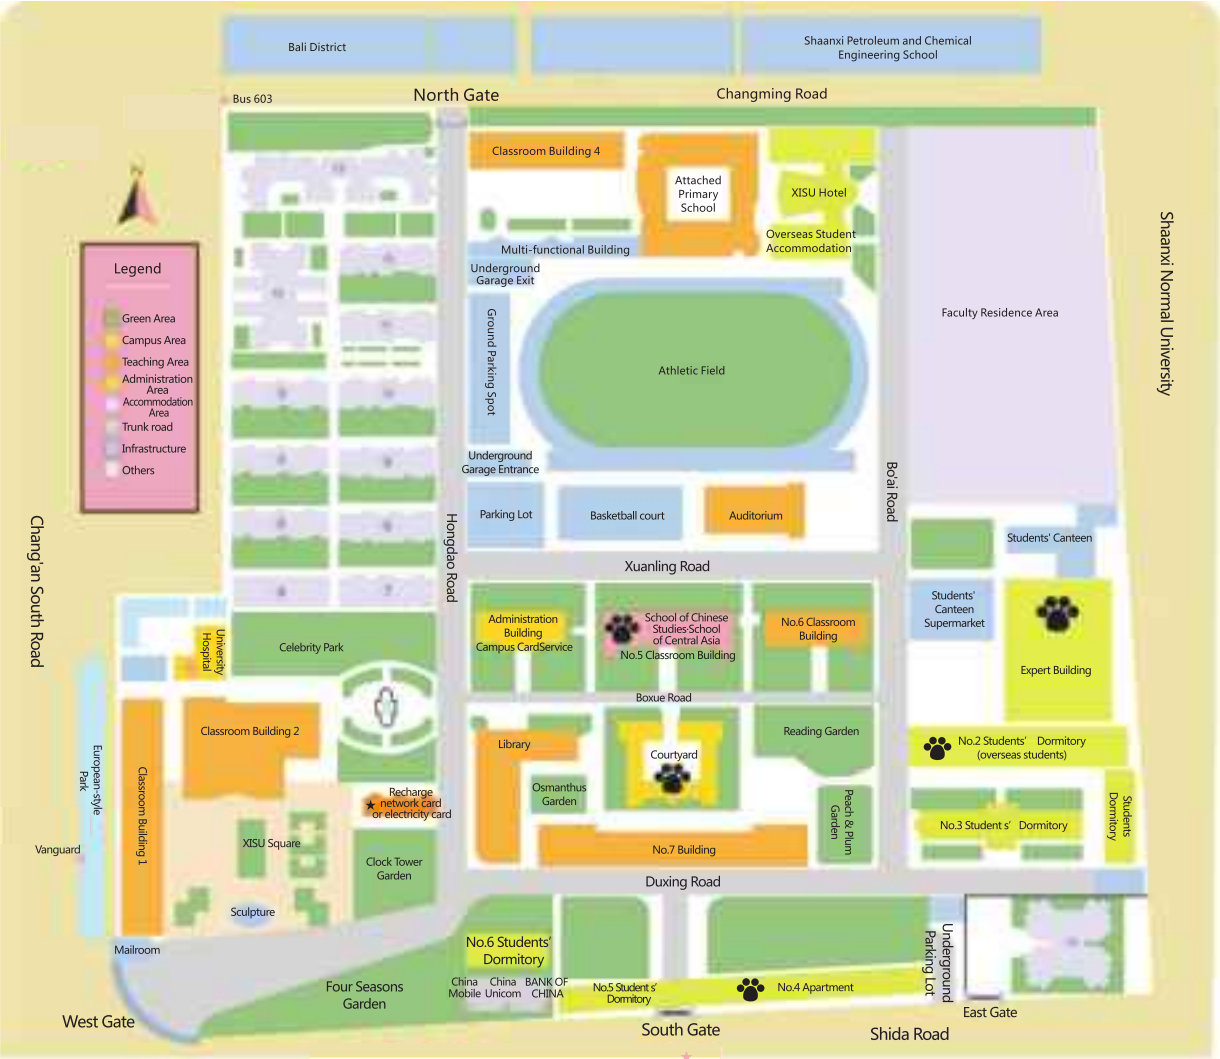 Bali District
Shaanxi Petroleum and Chemical
Engineering School
Bus 603
North Gate
Changming Road
N
Classroom Building 4
Attached
Primary
School
XISU Hotel
Overseas Student
Accommodation
Multi-functional Building
Underground
Garage Exit
Shaanxi Normal University
Legend
Green Area
Campus Area
Teaching Area
Administration
Area
Accommodation
Area
Trunk road
Infrastructure
Others
Faculty Residence Area
Ground Parking Spot
Athletic Field
Underground
Garage Entrance
Parking Lot
Basketball court
Auditorium
Bo'ai Road
Hongdao Road
Chang'an South Road
Students' Canteen
Xuanling Road
Students'
Canteen
Supermarket
Expert Building
University
Hospital
Celebrity Park
Administration
Building
Campus CardService
School of Chinese
Studies·School
of Central Asia
No.5 Classroom Building
No.6 Classroom
Building
7
Boxue Road
European-style
Park
Classroom Building 1
Classroom Building 2
Library
Courtyard
Reading Garden
No.2 Students' Dormitory
(overseas students)
Osmanthus
Garden
Peach & Plum
Garden
Recharge
network card
or electricity card
No.3 Student s' Dormitory
Students
Dormitory
XISU Square
Vanguard
Clock Tower
Garden
No.7 Building
Duxing Road
Sculpture
Mailroom
No.6 Students'
Dormitory
China
Mobile
China
Unicom
BANK OF
CHINA
Four Seasons
Garden
No.5 Student s'
Dormitory
No.4 Apartment
Underground
Parking Lot
East Gate
West Gate
South Gate
Shida Road